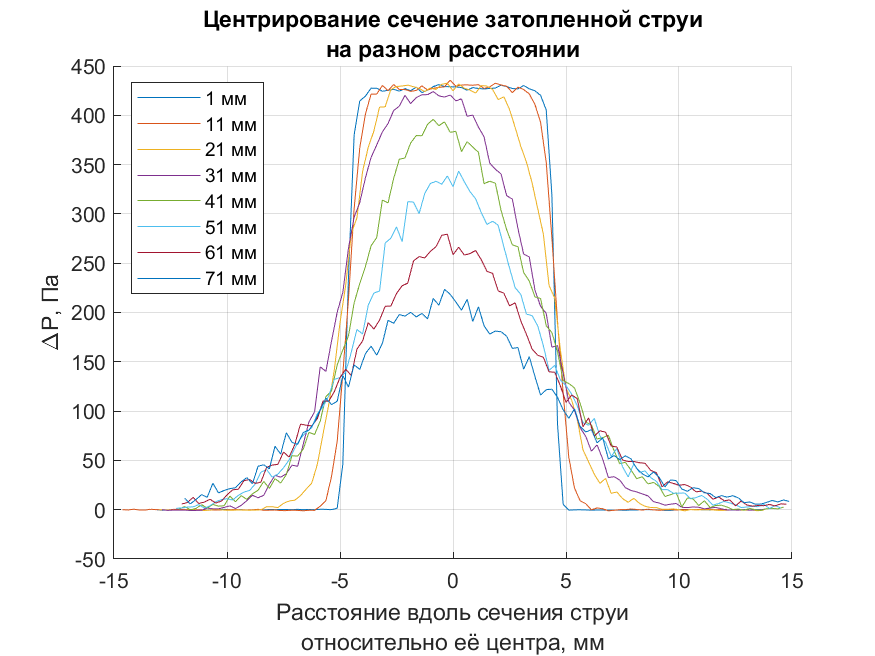 Центрирование сечение затопленной струи
на разном расстоянии
450
400
350
300
250
200
150
100
50
0
-50
ΔP, Па
1 мм
11 мм
21 мм
31 мм
41 мм
51 мм
61 мм
71 мм
-15 -10 -5 0 5 10 15
Расстояние вдоль сечения струи
относительно её центра, мм